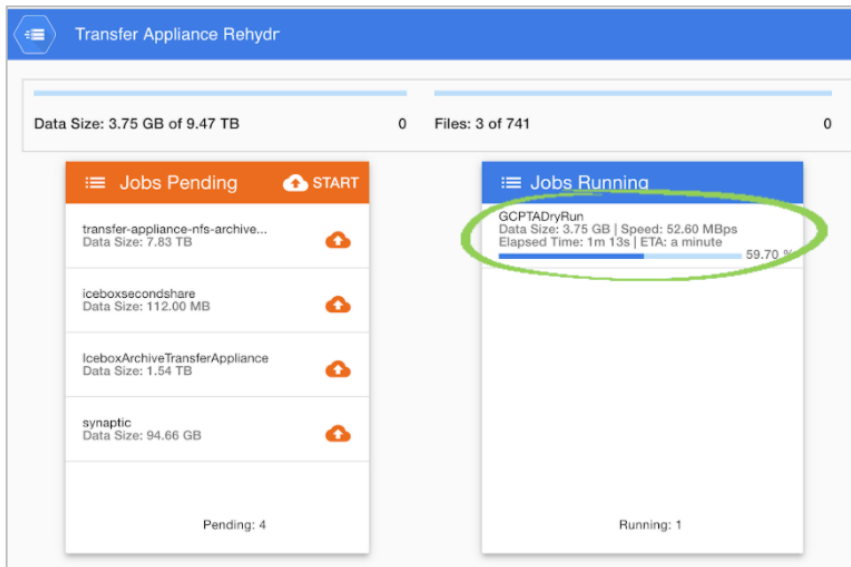 Transfer Appliance Rehydr
Data Size: 3.75 GB of 9.47 TB 0
Files: 3 of 741 0
Jobs Pending START
transfer-appliance-nfs-archive...
Data Size: 7.83 TB
iceboxsecondshare
Data Size: 112.00 MB
IceboxArchiveTransferAppliance
Data Size: 1.54 TB
synaptic
Data Size: 94.66 GB
Pending: 4
Jobs Running
GCPTADryRun
Data Size: 3.75 GB | Speed: 52.60 MBps
Elapsed Time: 1m 13s | ETA: a minute
59.70 %
Running: 1